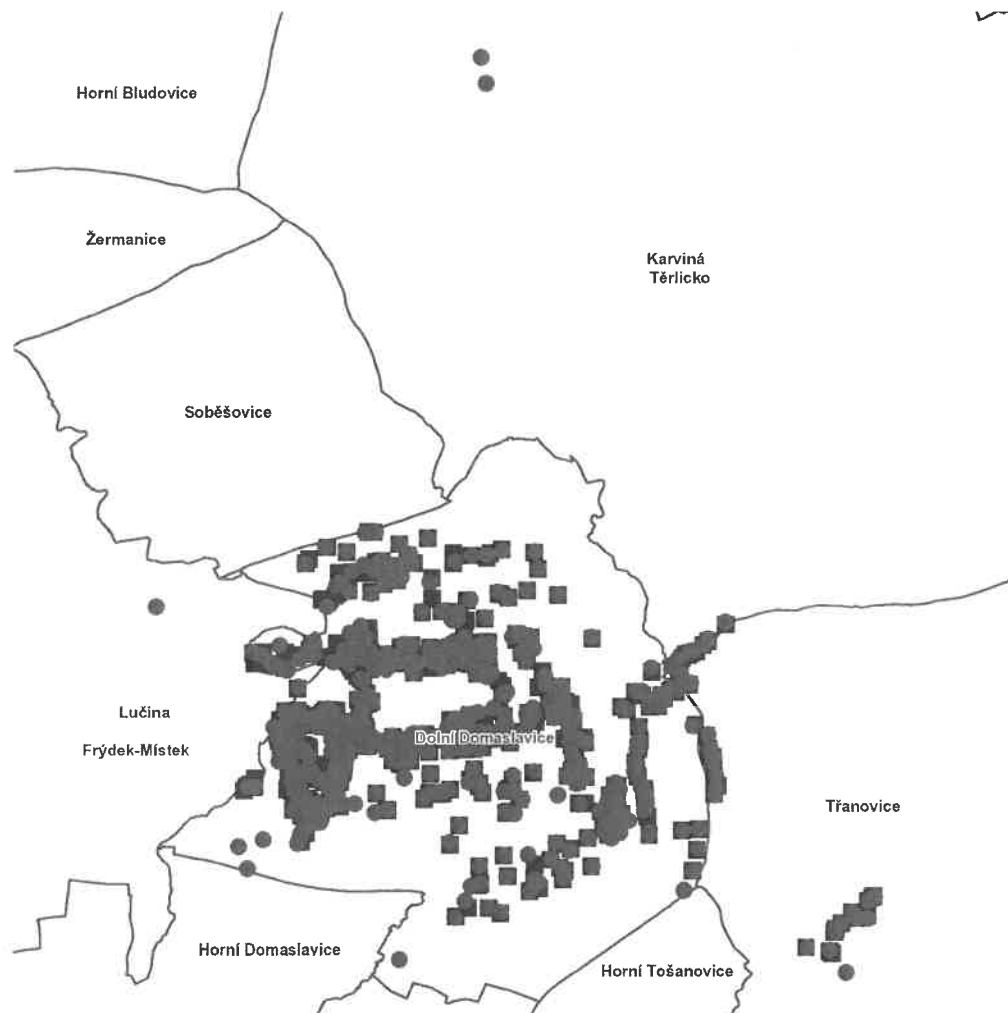 Horní Bludovice
Žermanice
Karviná
Těrlicko
Soběšovice
Lučina
Frýdek-Místek
Dolní Domaslavice
Třanovice
Horní Domaslavice
Horní Tošanovice